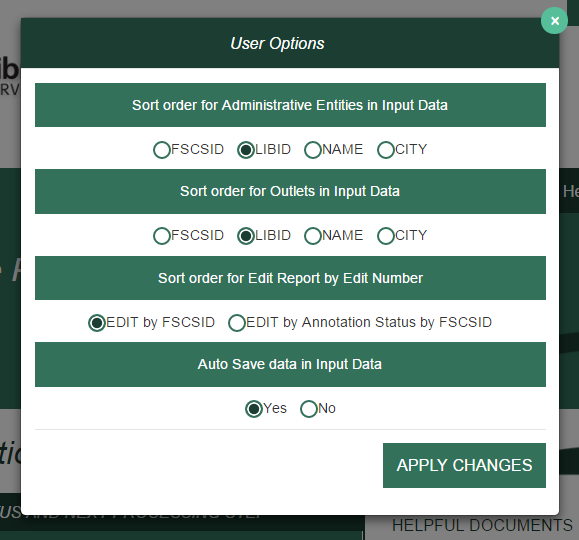 User Options
Sort order for Administrative Entities in Input Data
FSCSID LIBID NAME CITY
Sort order for Outlets in Input Data
FSCSID LIBID NAME CITY
Sort order for Edit Report by Edit Number
EDIT by FSCSID EDIT by Annotation Status by FSCSID
Auto Save data in Input Data
Yes No
APPLY CHANGES
HELPFUL DOCUMENTS